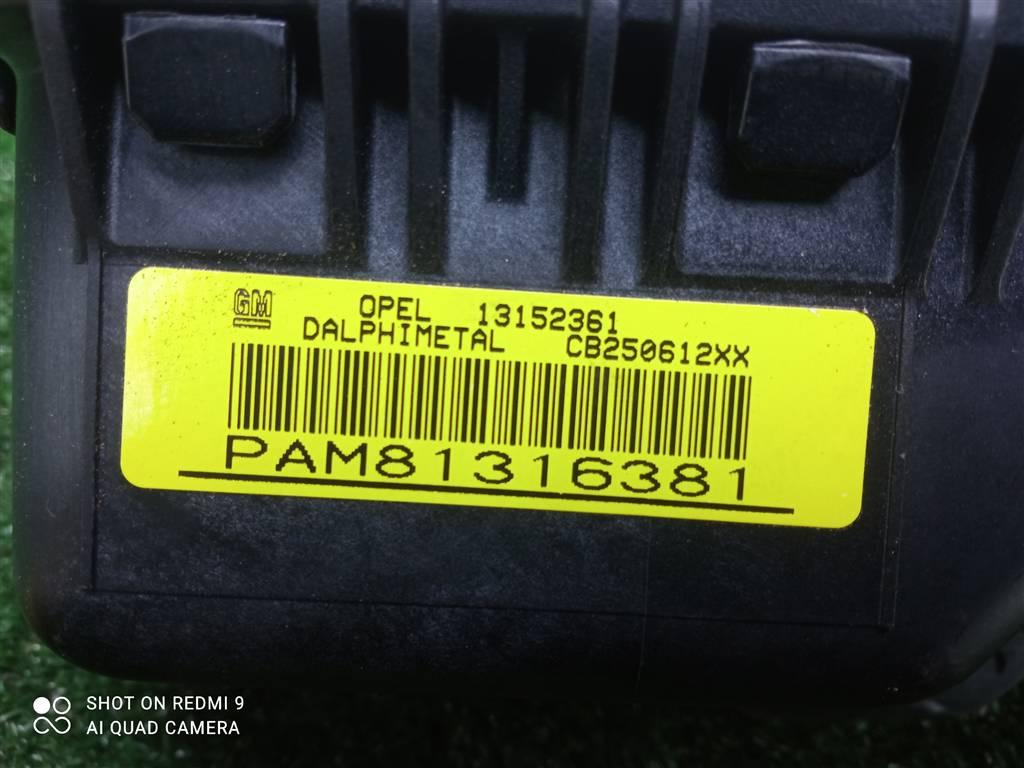 GM OPEL 13152361
DALPHIMETAL CB250612XX
PAM81316381
SHOT ON REDMI 9
AI QUAD CAMERA